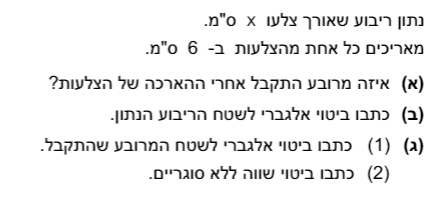 נתון ריבוע שאורך צלעו x ס"מ.
מאריכים כל אחת מהצלעות ב- 6 ס"מ.
(א) איזה מרובע התקבל אחרי ההארכה של הצלעות?
(ב) כתבו ביטוי אלגברי לשטח הריבוע הנתון.
(ג) (1) כתבו ביטוי אלגברי לשטח המרובע שהתקבל.
(2) כתבו ביטוי שווה ללא סוגריים.